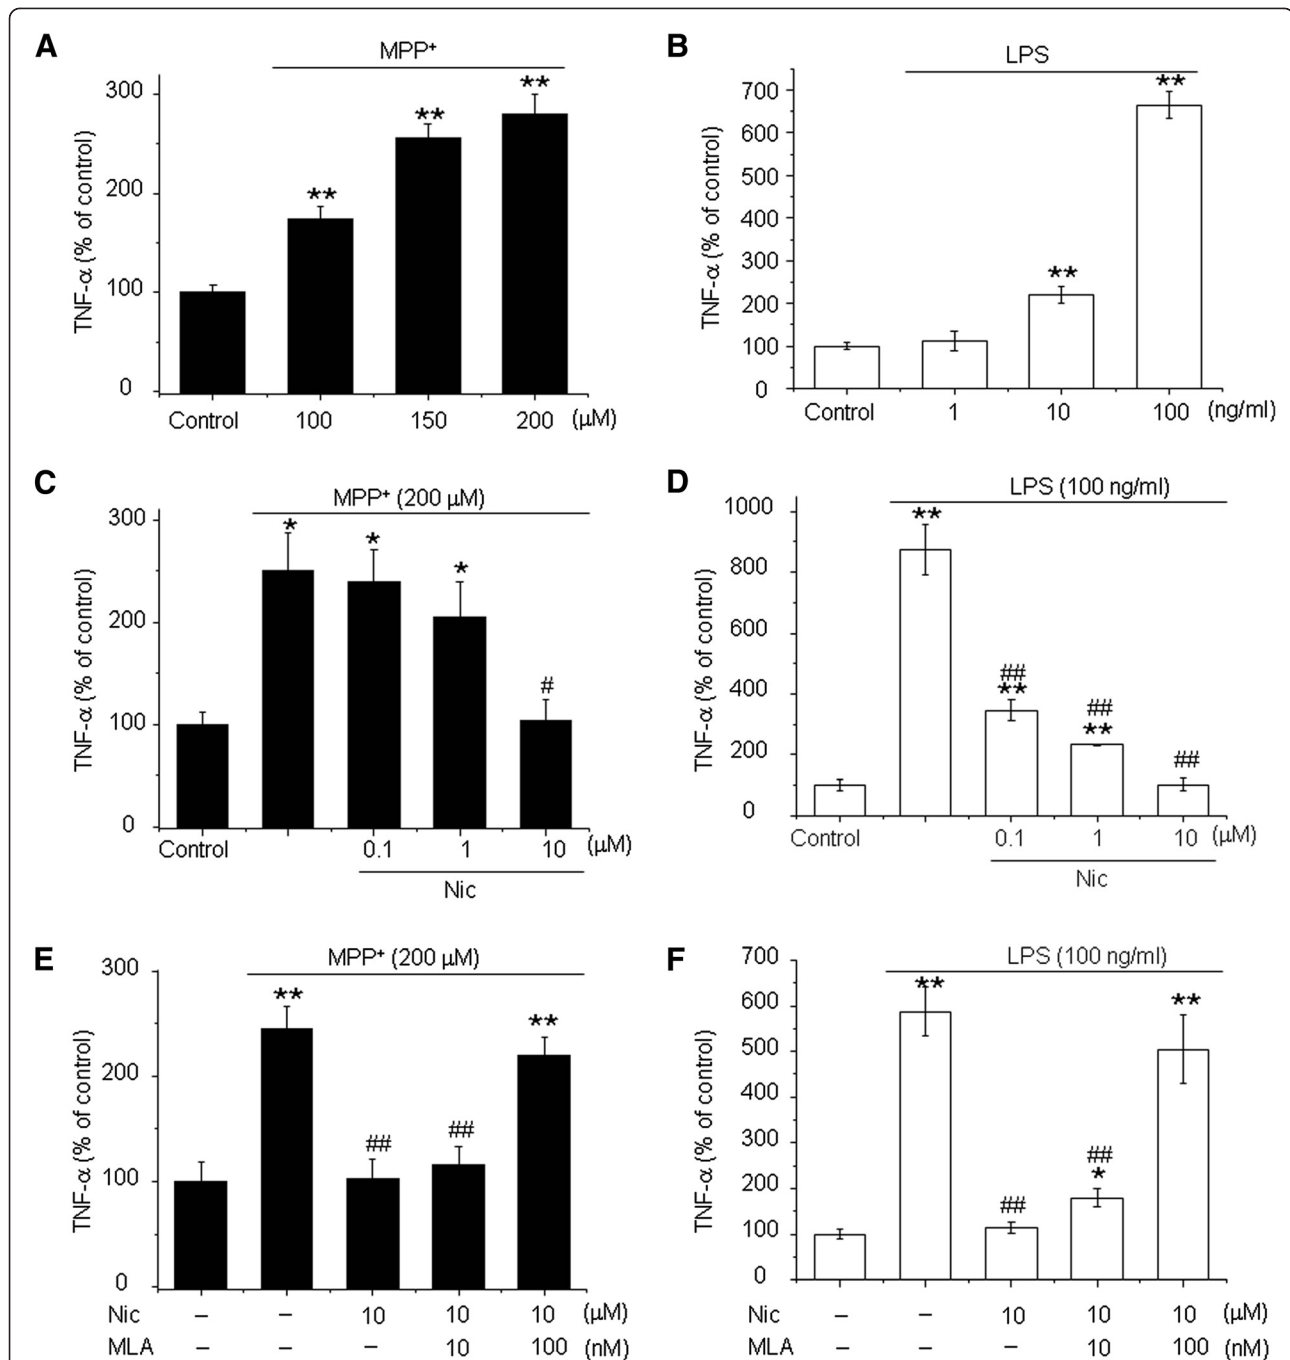 A
MPP+
TNF-α (% of control)
300
200
100
0
**
**
**
Control 100 150 200 (μM)
B
LPS
TNF-α (% of control)
700
600
500
400
300
200
100
0
**
**
Control 1 10 100 (ng/ml)
C
MPP+ (200 μM)
TNF-α (% of control)
300
200
100
0
*
*
*
#
Control 0.1 1 10 (μM)
Nic
D
LPS (100 ng/ml)
TNF-α (% of control)
1000
800
600
400
200
0
**
##
**
##
**
##
Control 0.1 1 10 (μM)
Nic
E
MPP+ (200 μM)
TNF-α (% of control)
300
200
100
0
**
##
##
**
Nic – – 10 10 10 (μM)
MLA – – – 10 100 (nM)
F
LPS (100 ng/ml)
TNF-α (% of control)
700
600
500
400
300
200
100
0
**
##
##
*
**
– – 10 10 10 (μM)
– – – 10 100 (nM)